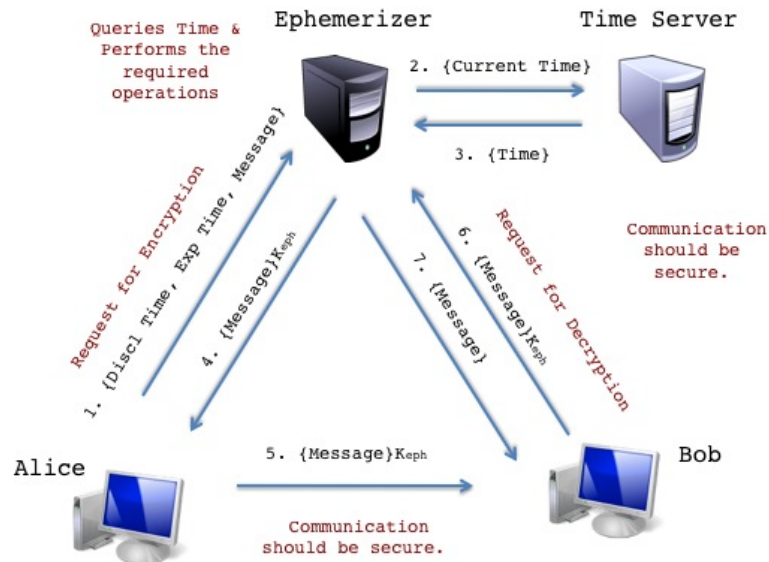 Ephemerizer
Time Server
Queries Time &
Performs the
required
operations
2. {Current Time}
3. {Time}
Request for Encryption
1. {Discl Time, Exp Time, Message}
4. {Message}Keph
7. {Message}
6. {Message}Keph
Request for Decryption
Communication
should be
secure.
Alice
5. {Message}Keph
Bob
Communication
should be secure.